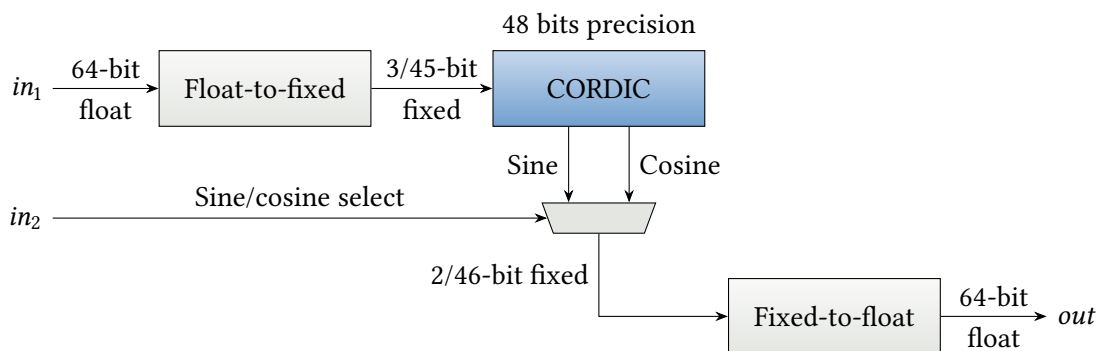 48 bits precision
in1
64-bit
float
Float-to-fixed
3/45-bit
fixed
CORDIC
Sine
Cosine
Sine/cosine select
in2
2/46-bit fixed
Fixed-to-float
64-bit
float
out